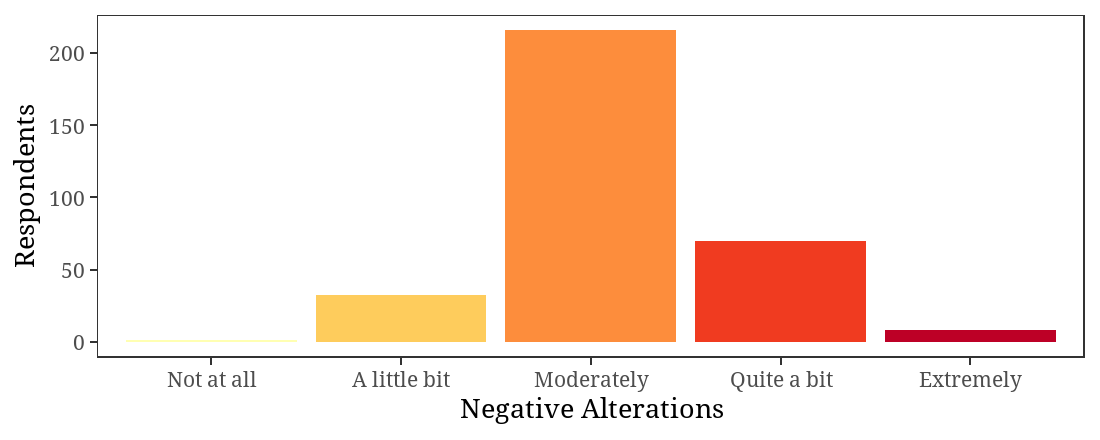 Respondents
200
150
100
50
0
Not at all
A little bit
Moderately
Quite a bit
Extremely
Negative Alterations